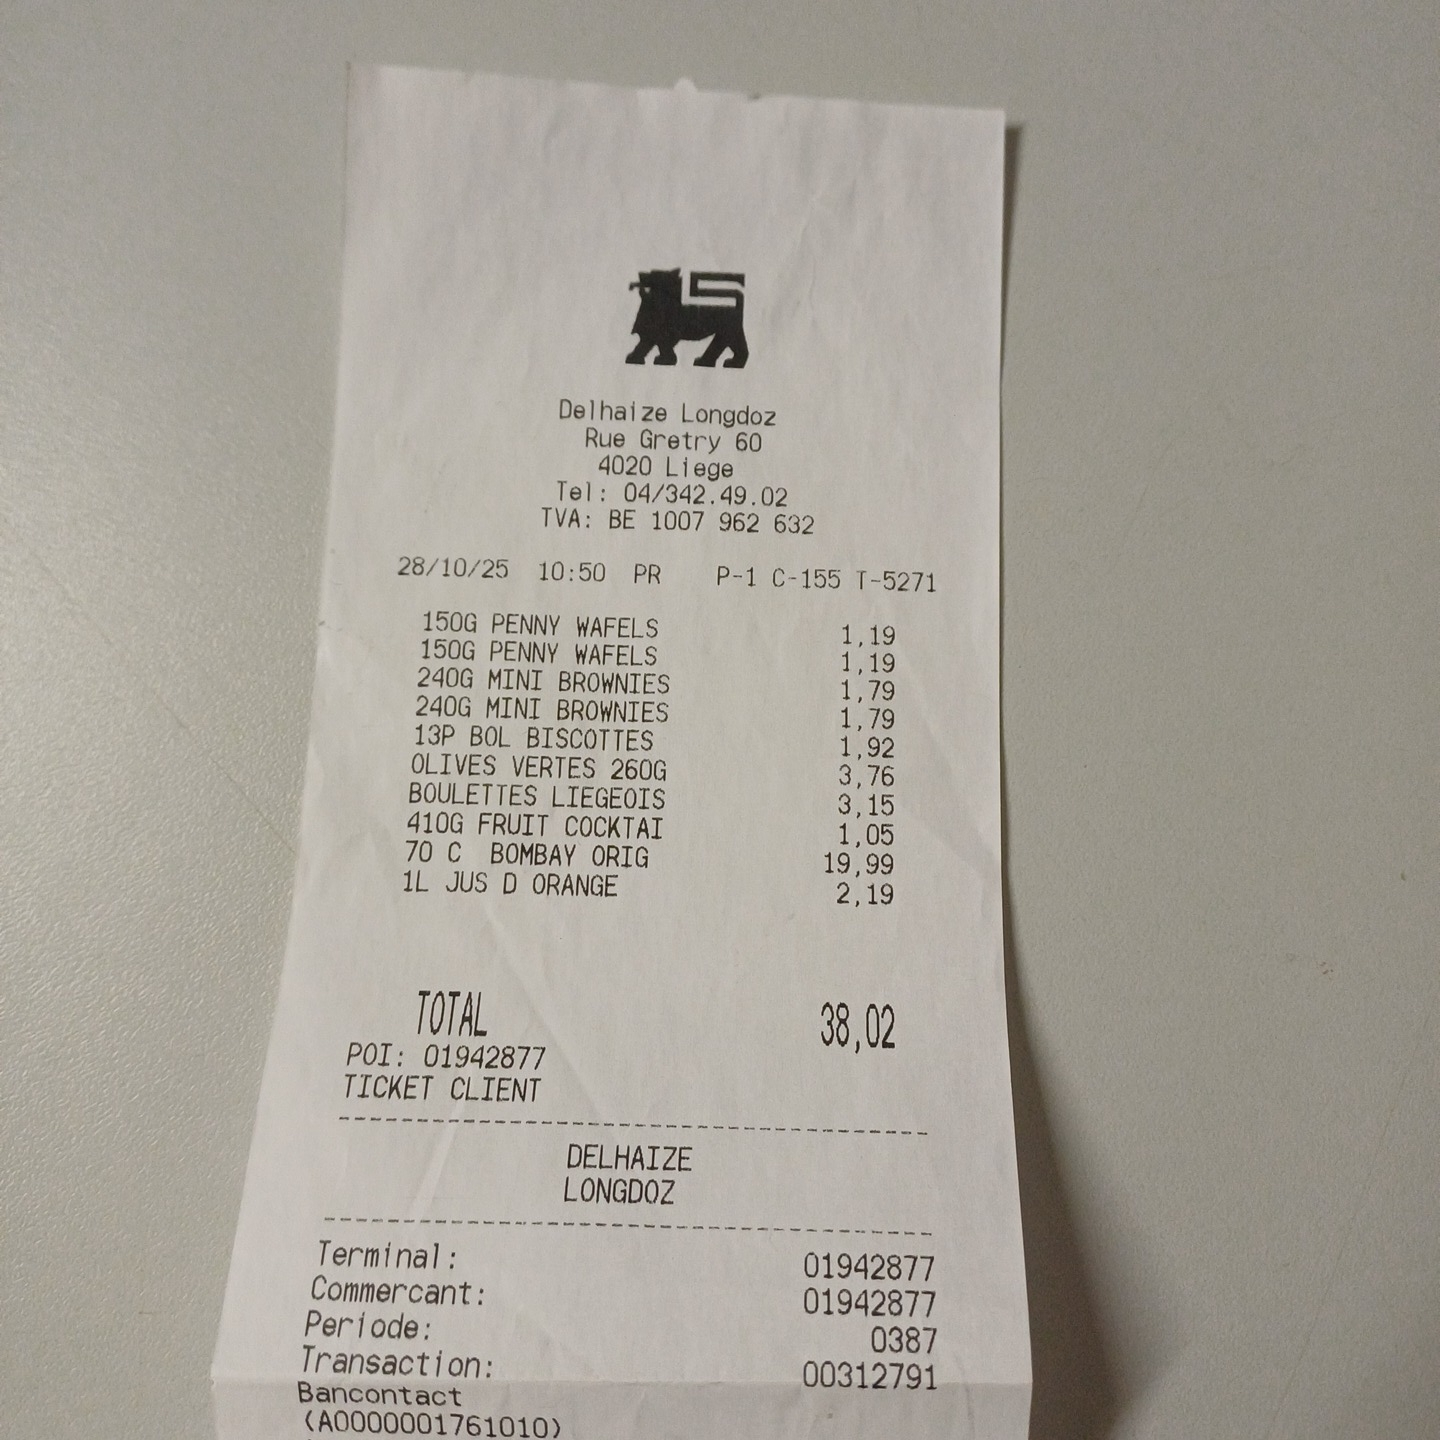 Delhaize Longdoz
Rue Gretry 60
4020 Liege
Tel: 04/342.49.02
TVA: BE 1007 962 632
28/10/25 10:50 PR P-1 C-155 T-5271
150G PENNY WAFELS 1,19
150G PENNY WAFELS 1,19
240G MINI BROWNIES 1,79
240G MINI BROWNIES 1,79
13P BOL BISCOTTES 1,92
OLIVES VERTES 260G 3,76
BOULETTES LIEGEOIS 3,15
410G FRUIT COCKTAI 1,05
70 C BOMBAY ORIG 19,99
1L JUS D ORANGE 2,19
TOTAL 38,02
POI: 01942877
TICKET CLIENT
DELHAIZE
LONGDOZ
Terminal: 01942877
Commercant: 01942877
Periode: 0387
Transaction: 00312791
Bancontact
(A0000001761010)